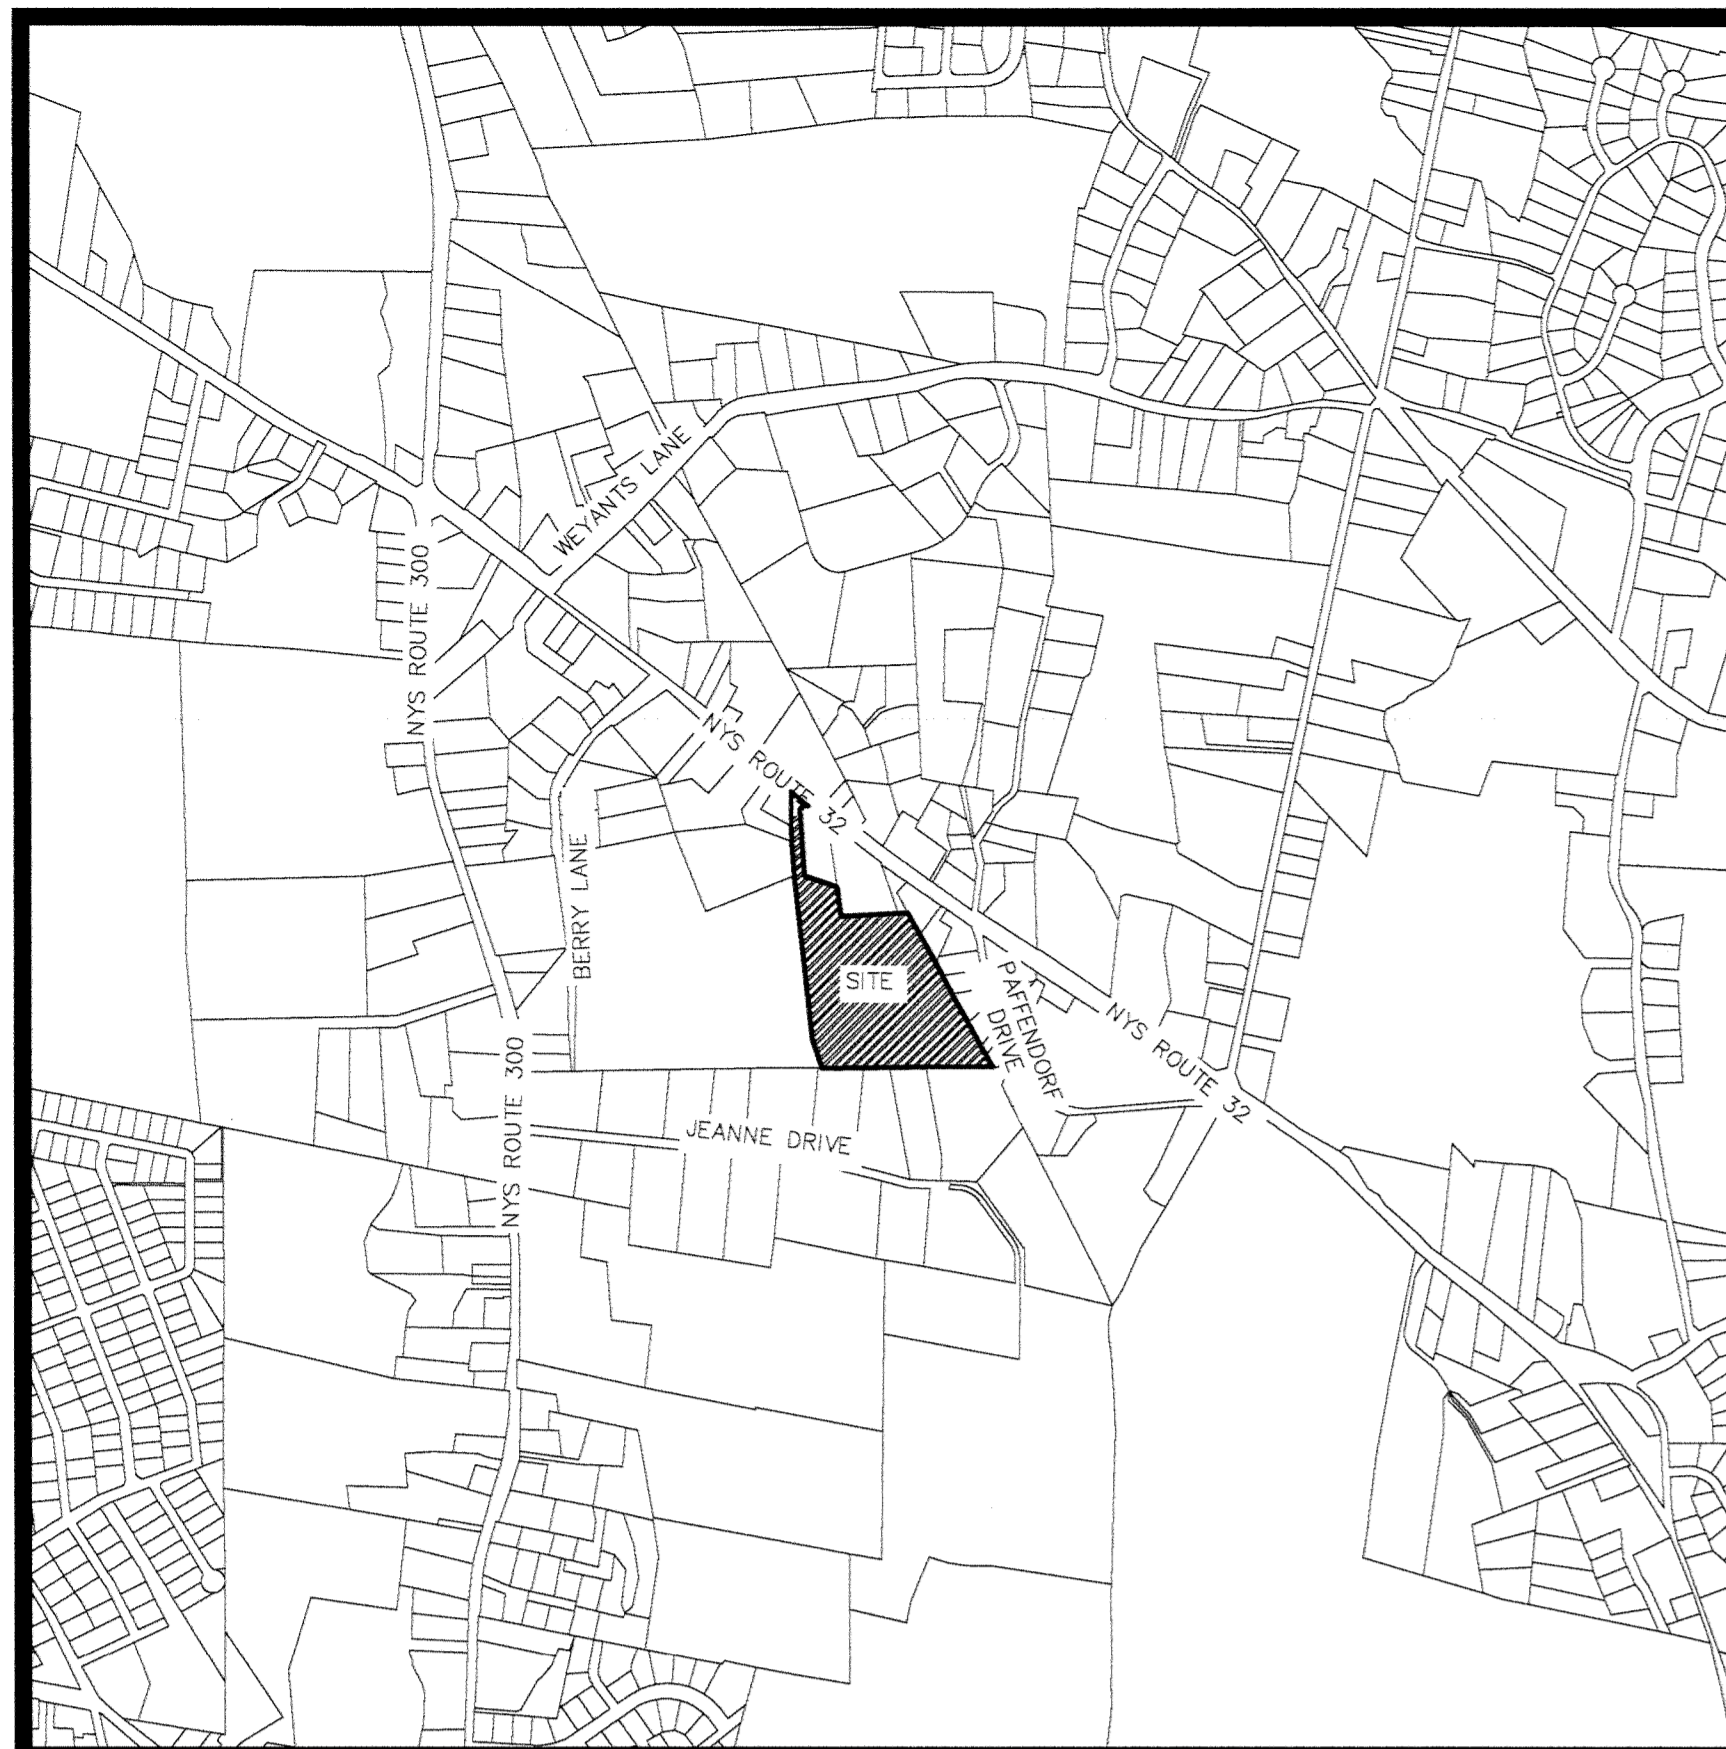 WEYANTS LANE
NYS ROUTE 300
NYS ROUTE 32
BERRY LANE
SITE
PAFFENDORF
DRIVE
NYS ROUTE 32
NYS ROUTE 300
JEANNE DRIVE